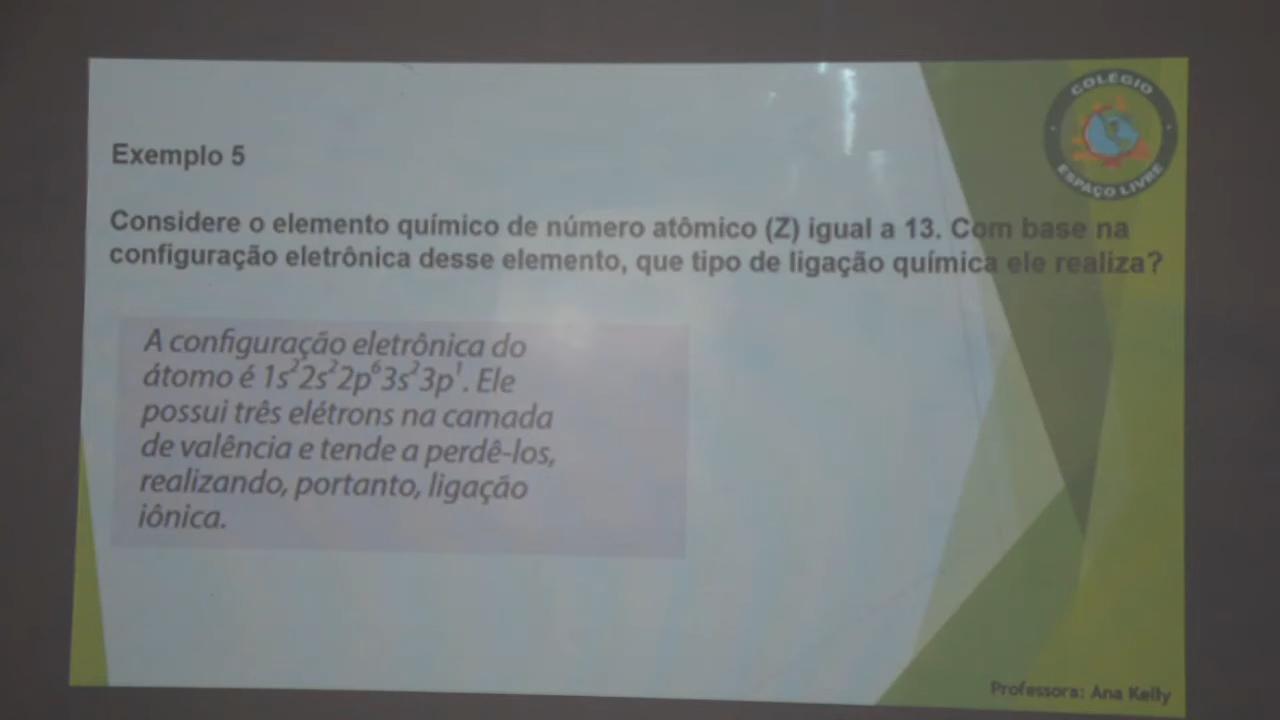 COLÉGIO
ESPAÇO LIVRE
Exemplo 5
Considere o elemento químico de número atômico (Z) igual a 13. Com base na
configuração eletrônica desse elemento, que tipo de ligação química ele realiza?
A configuração eletrônica do
átomo é 1s²2s²2p⁶3s²3p¹. Ele
possui três elétrons na camada
de valência e tende a perdê-los,
realizando, portanto, ligação
iônica.
Professora: Ana Kelly